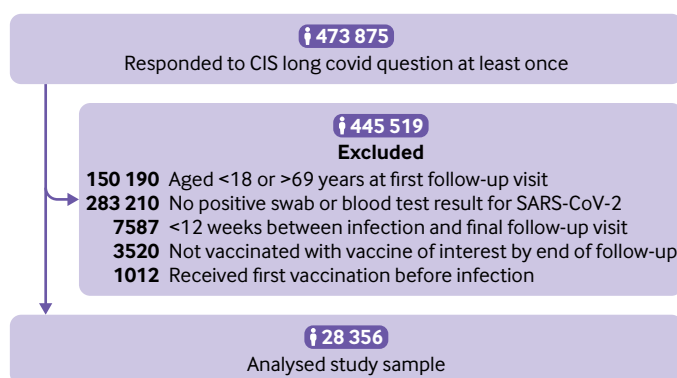 473 875
Responded to CIS long covid question at least once
445 519
Excluded
150 190 Aged <18 or >69 years at first follow-up visit
283 210 No positive swab or blood test result for SARS-CoV-2
7587 <12 weeks between infection and final follow-up visit
3520 Not vaccinated with vaccine of interest by end of follow-up
1012 Received first vaccination before infection
28 356
Analysed study sample